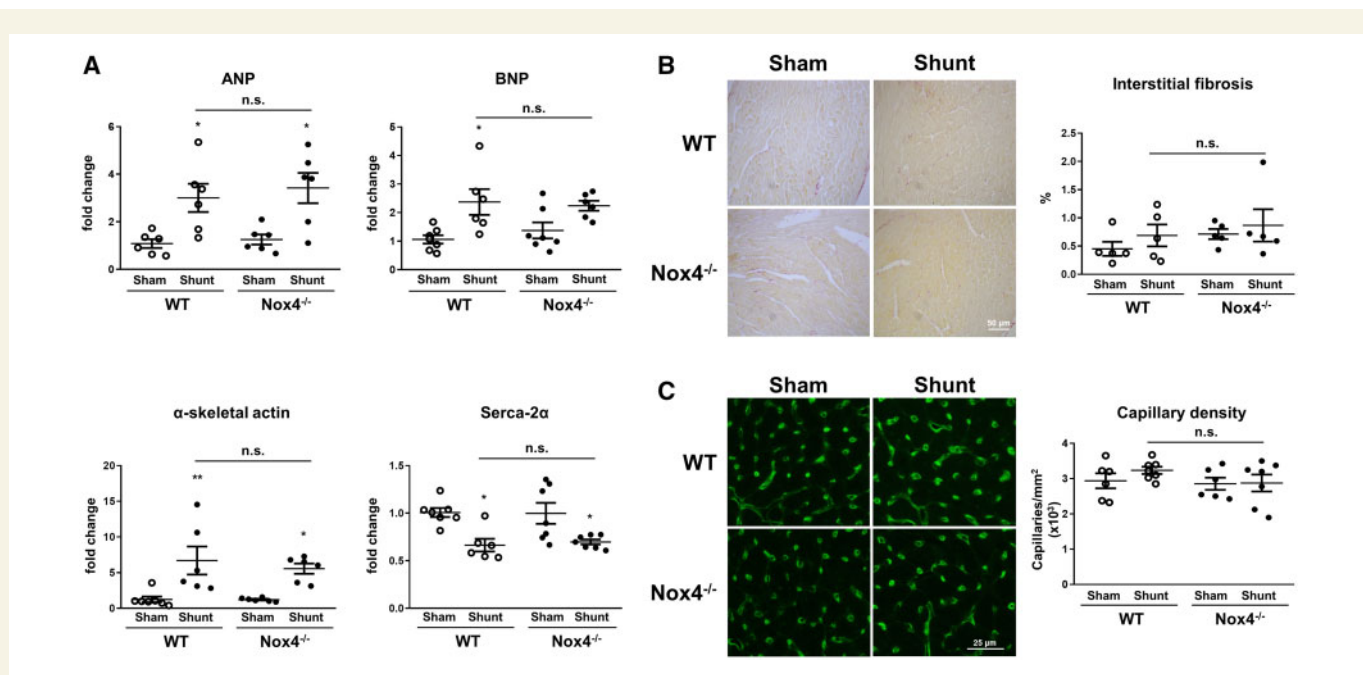 A
ANP
n.s.
* *
fold change
6
4
2
0
Sham Shunt Sham Shunt
WT Nox4-/-
BNP
n.s.
*
fold change
5
4
3
2
1
0
Sham Shunt Sham Shunt
WT Nox4-/-
α-skeletal actin
n.s.
** *
fold change
20
15
10
5
0
Sham Shunt Sham Shunt
WT Nox4-/-
Serca-2α
n.s.
* *
fold change
1.5
1.0
0.5
0.0
Sham Shunt Sham Shunt
WT Nox4-/-
B
Sham Shunt
WT
Nox4-/-
50 µm
Interstitial fibrosis
n.s.
%
2.5
2.0
1.5
1.0
0.5
0.0
Sham Shunt Sham Shunt
WT Nox4-/-
C
Sham Shunt
WT
Nox4-/-
25 µm
Capillary density
n.s.
Capillaries/mm²
(x10³)
4
3
2
1
0
Sham Shunt Sham Shunt
WT Nox4-/-